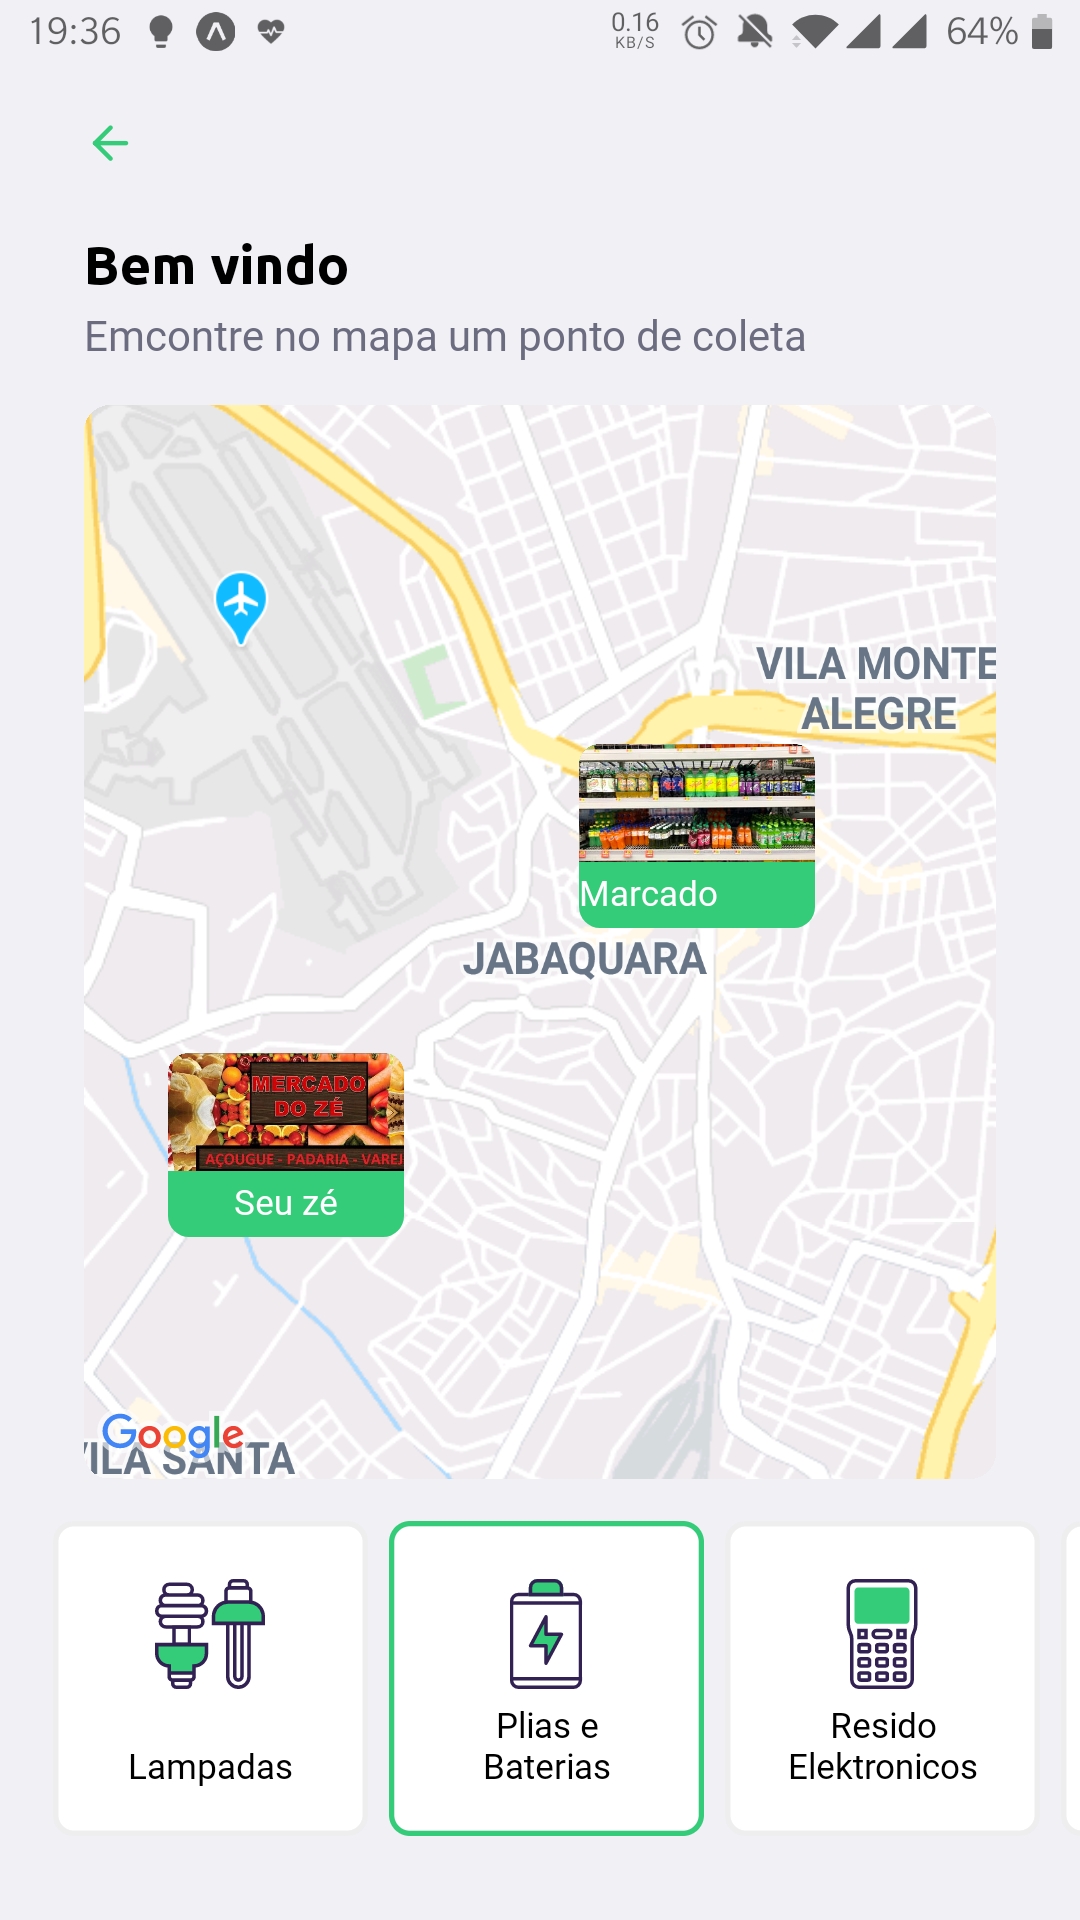 19:36
0.16
KB/S
64%
Bem vindo
Emcontre no mapa um ponto de coleta
VILA MONTE
ALEGRE
Marcado
JABAQUARA
MERCADO
DO ZÉ
AÇOUGUE - PADARIA - VAREJ
Seu zé
Google
VILA SANTA
Lampadas
Plias e
Baterias
Resido
Elektronicos